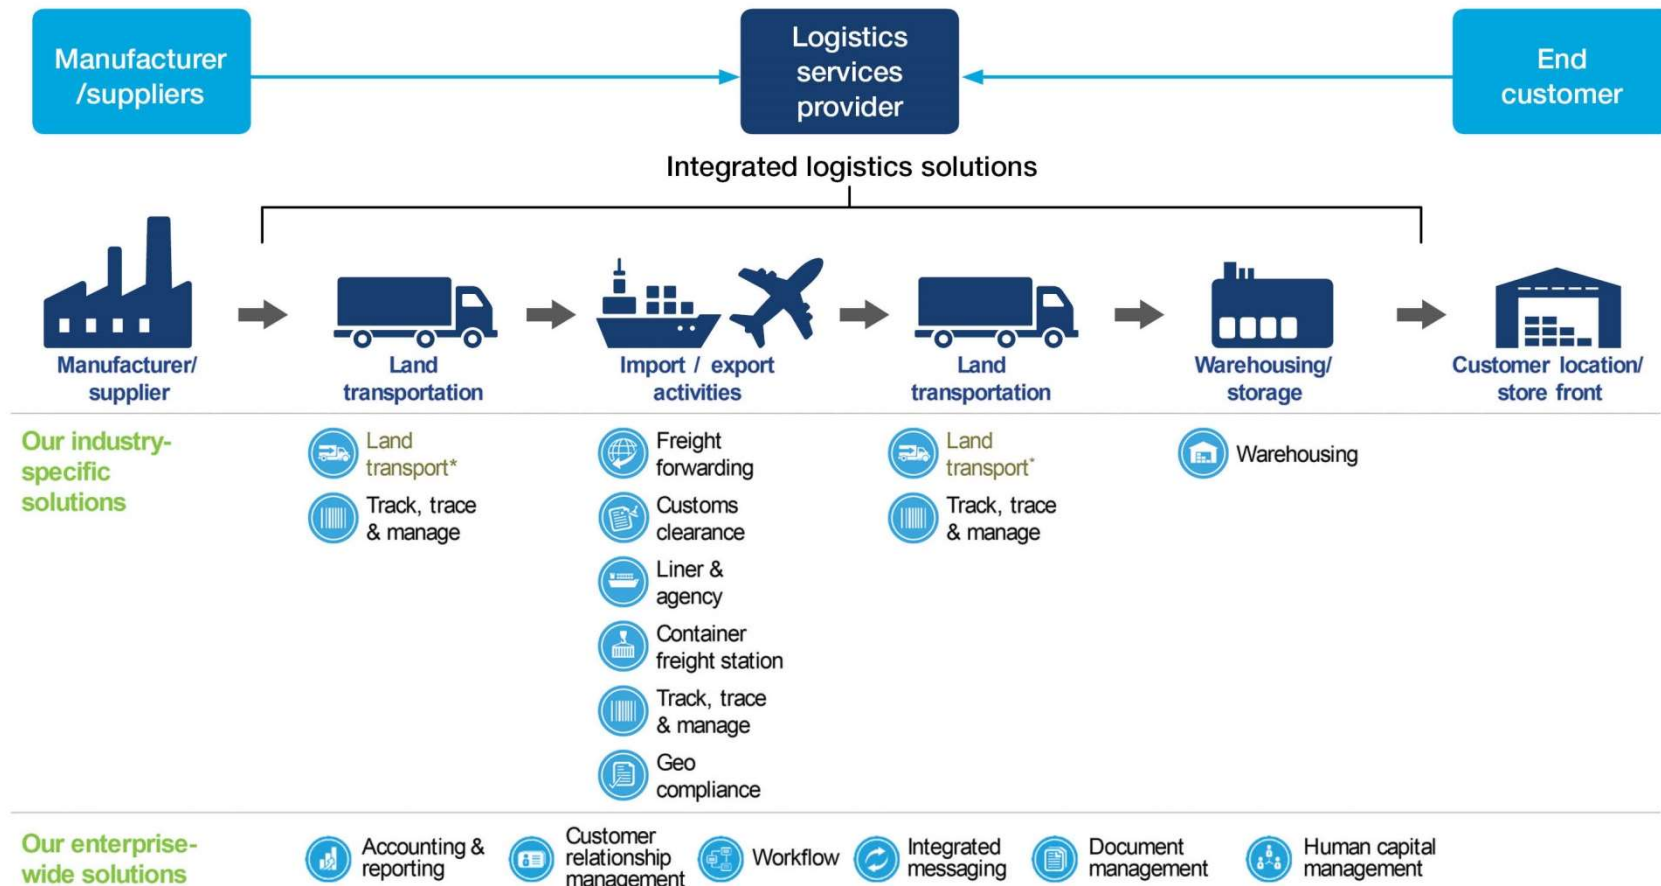 Manufacturer
/suppliers
Logistics
services
provider
End
customer
Integrated logistics solutions
Manufacturer/
supplier
Land
transportation
Import / export
activities
Land
transportation
Warehousing/
storage
Customer location/
store front
Our industry-
specific
solutions
Land
transport*
Track, trace
& manage
Freight
forwarding
Customs
clearance
Liner &
agency
Container
freight station
Track, trace
& manage
Geo
compliance
Land
transport*
Track, trace
& manage
Warehousing
Our enterprise-
wide solutions
Accounting &
reporting
Customer
relationship
management
Workflow
Integrated
messaging
Document
management
Human capital
management